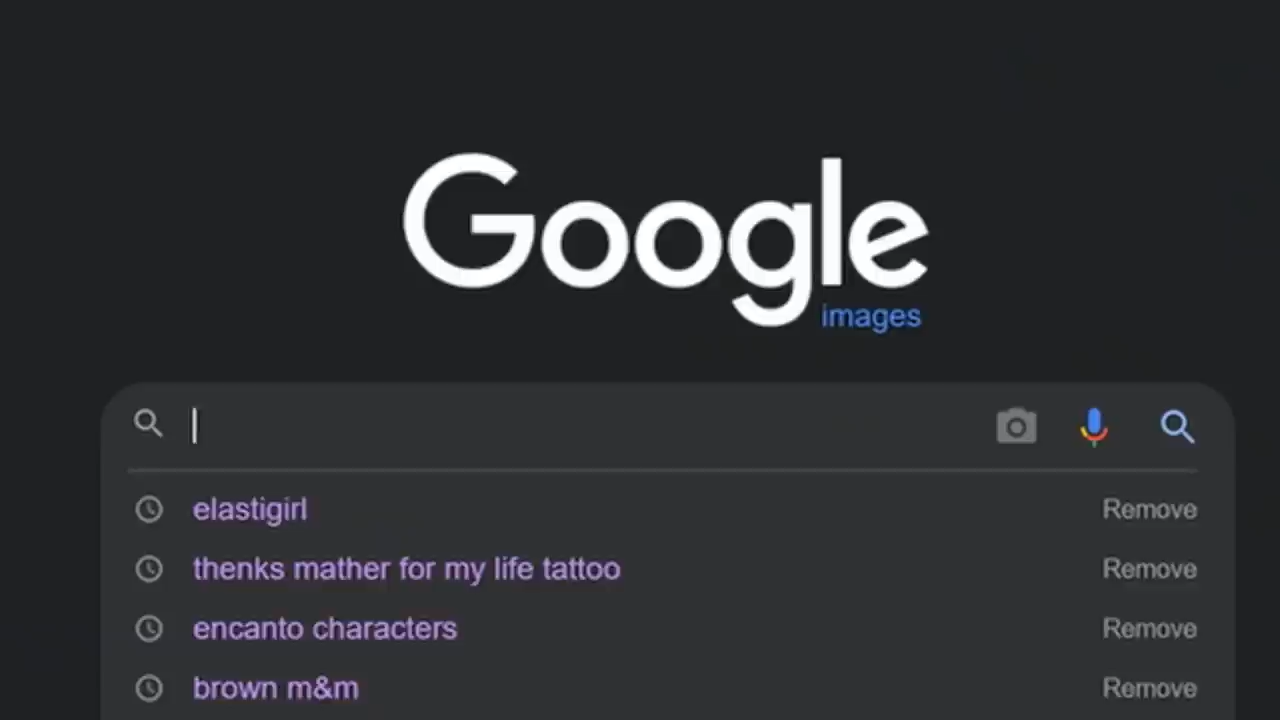 Google
images
elastigirl Remove
thenks mather for my life tattoo Remove
encanto characters Remove
brown m&m Remove